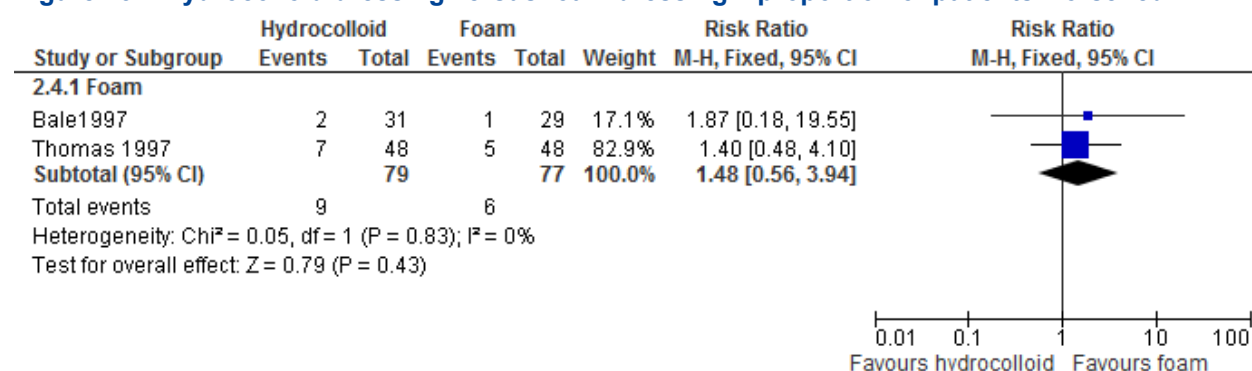 Hydrocolloid Foam Risk Ratio Risk Ratio
Study or Subgroup Events Total Events Total Weight M-H, Fixed, 95% CI M-H, Fixed, 95% CI
2.4.1 Foam
Bale1997 2 31 1 29 17.1% 1.87 [0.18, 19.55]
Thomas 1997 7 48 5 48 82.9% 1.40 [0.48, 4.10]
Subtotal (95% CI) 79 77 100.0% 1.48 [0.56, 3.94]
Total events 9 6
Heterogeneity: Chi² = 0.05, df = 1 (P = 0.83); I² = 0%
Test for overall effect: Z = 0.79 (P = 0.43)
0.01 0.1 1 10 100
Favours hydrocolloid Favours foam